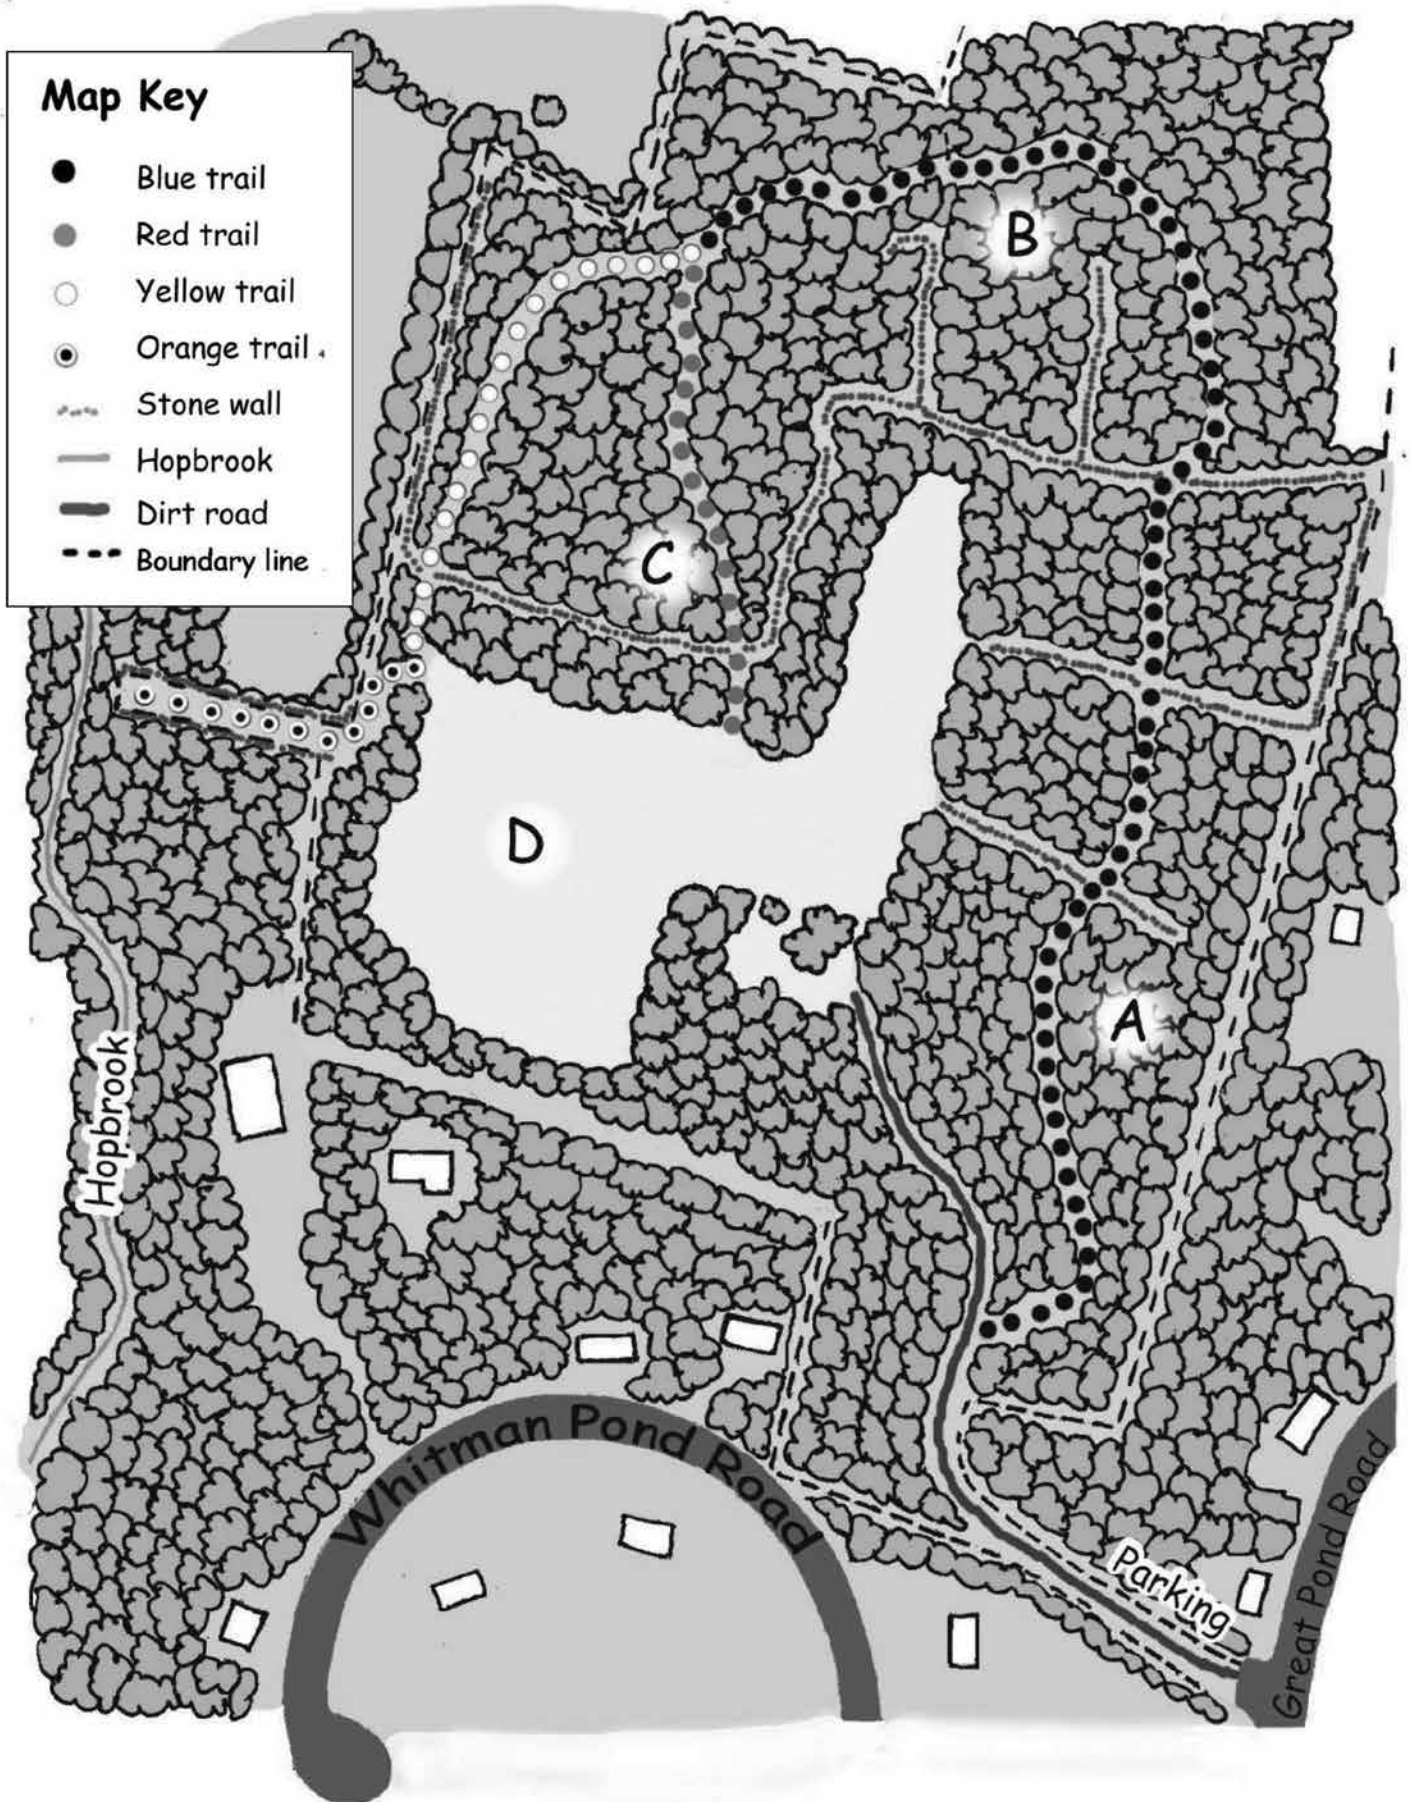 Map Key
Blue trail
Red trail
Yellow trail
Orange trail
Stone wall
Hopbrook
Dirt road
Boundary line
B
C
D
A
Hopbrook
Whitman Pond Road
Parking
Great Pond Road